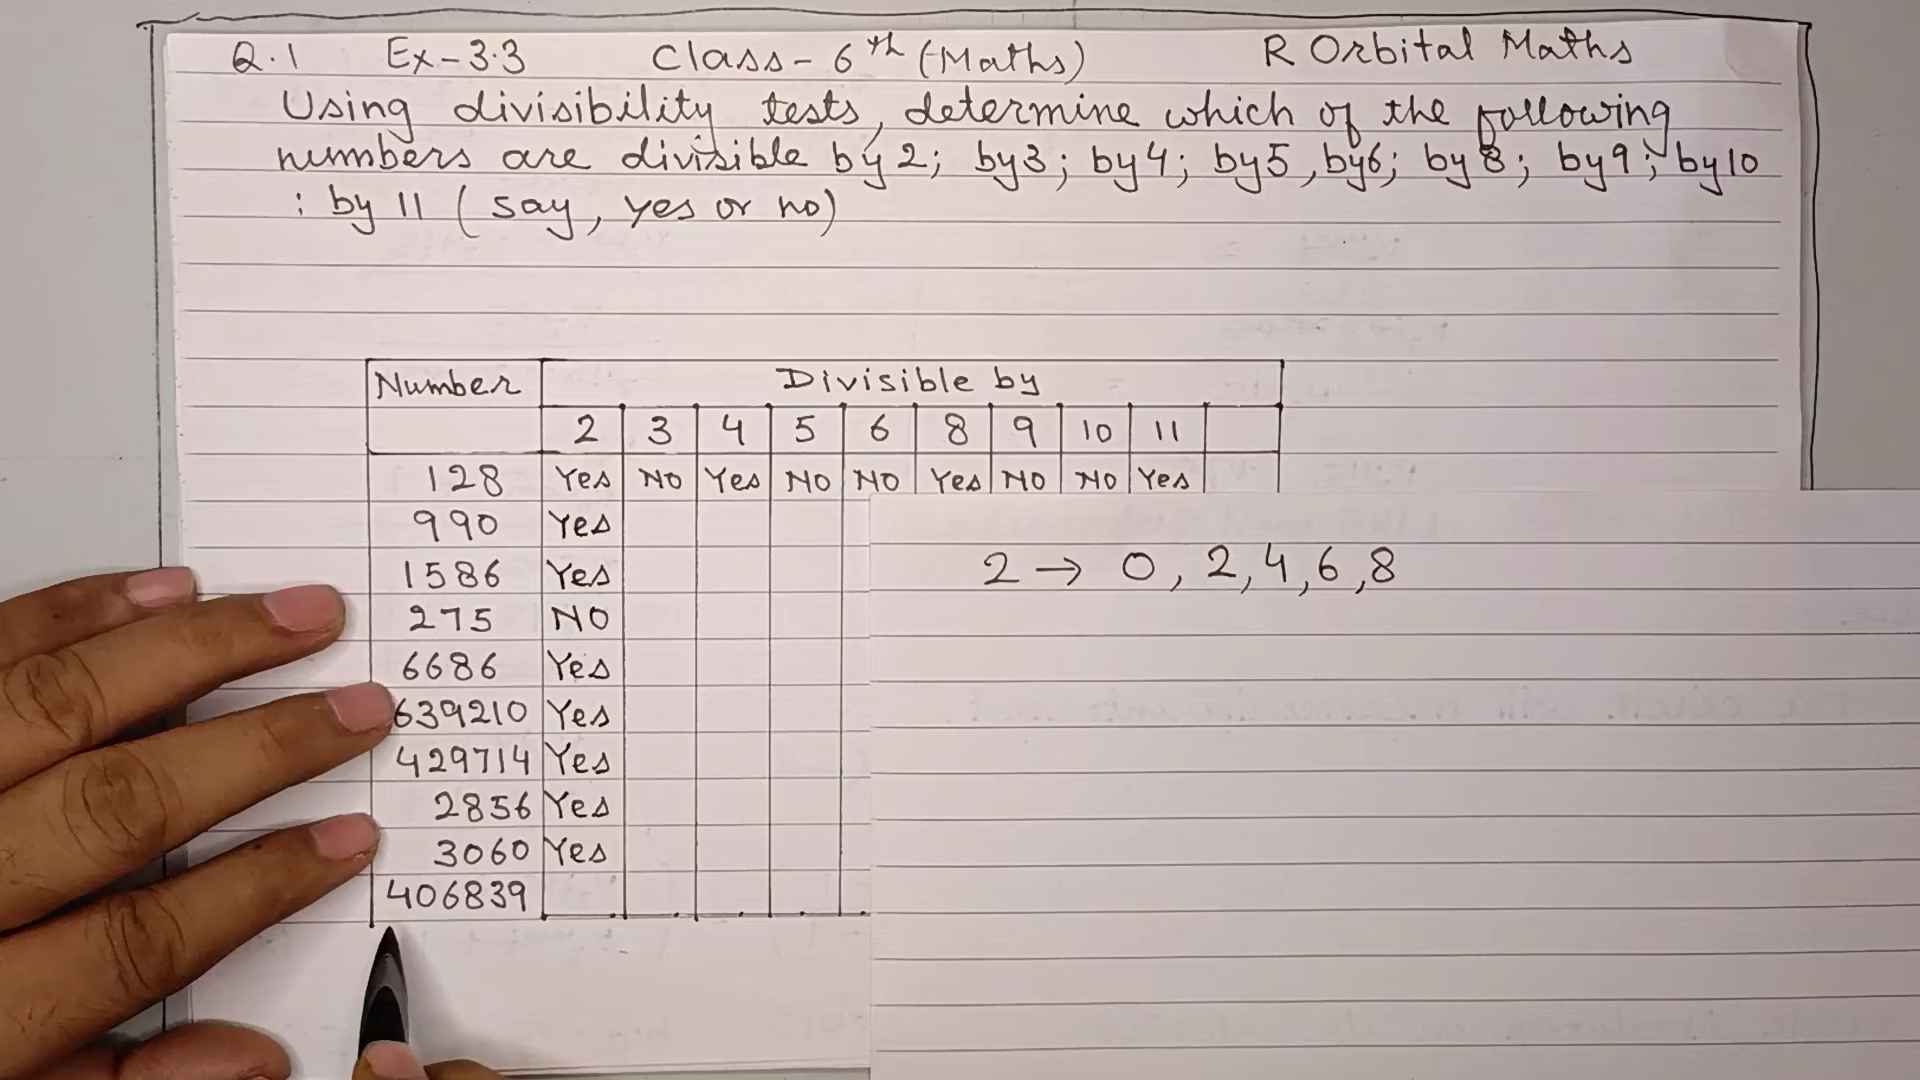 Q.1 Ex-3.3 Class-6th (Maths) R Orbital Maths
Using divisibility tests, determine which of the following
numbers are divisible by 2; by 3; by 4; by 5, by 6; by 8; by 9; by 10
: by 11 (say, yes or no)
Number Divisible by
2 3 4 5 6 8 9 10 11
128 Yes NO Yes NO NO Yes NO NO Yes
990 Yes
2 → 0, 2, 4, 6, 8
1586 Yes
275 NO
6686 Yes
639210 Yes
429714 Yes
2856 Yes
3060 Yes
406839